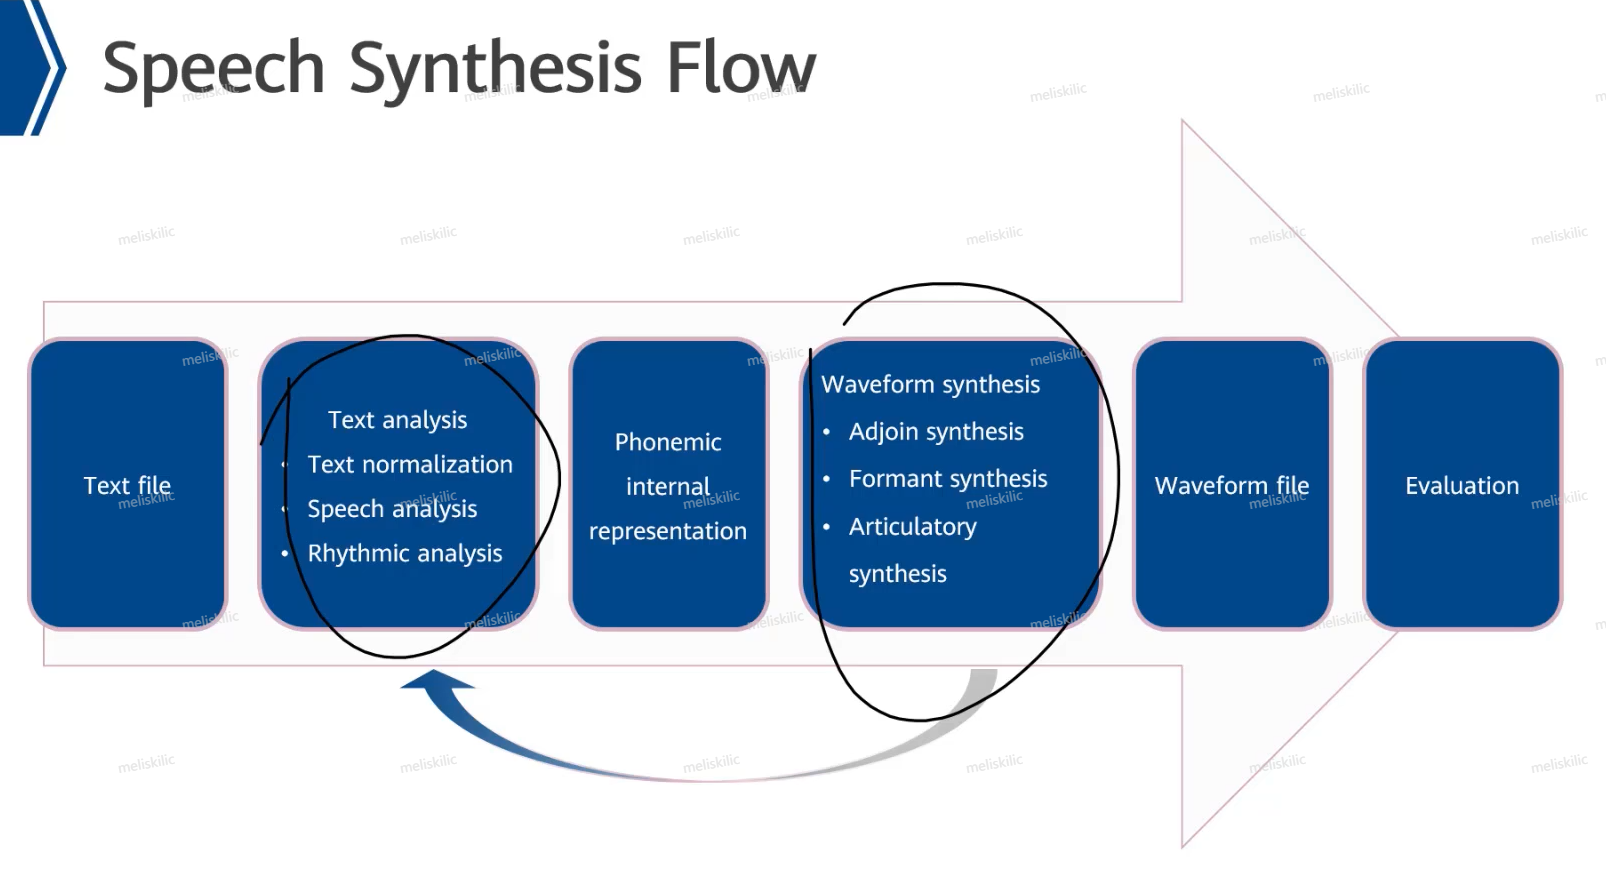 Speech Synthesis Flow
Text file
Text analysis
• Text normalization
• Speech analysis
• Rhythmic analysis
Phonemic
internal
representation
Waveform synthesis
• Adjoin synthesis
• Formant synthesis
• Articulatory
synthesis
Waveform file
Evaluation
meliskilic